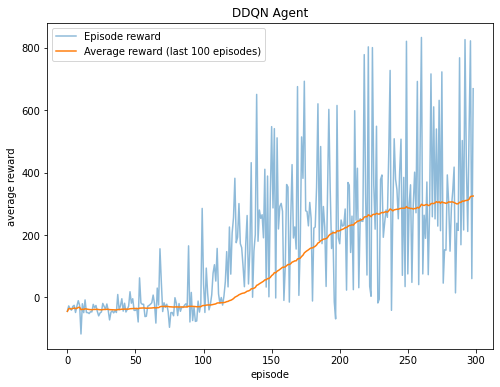 DDQN Agent
Episode reward
Average reward (last 100 episodes)
800
600
400
200
0
average reward
0
50
100
150
200
250
300
episode